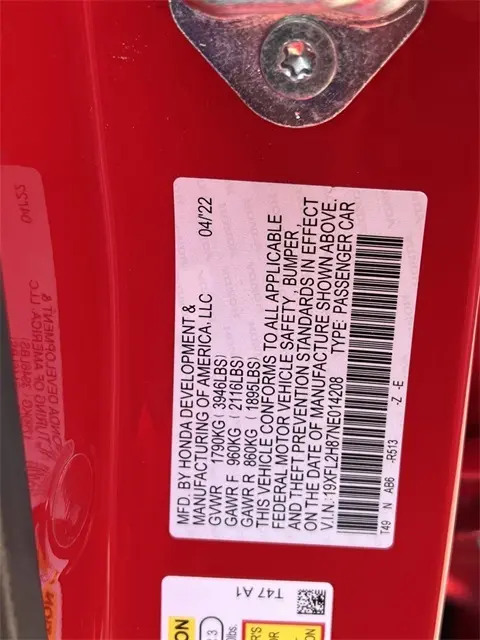 MFD. BY HONDA DEVELOPMENT &
MANUFACTURING OF AMERICA, LLC 04/'22
GVWR 1790KG (3946LBS)
GAWR F 960KG (2116LBS)
GAWR R 860KG (1895LBS)
THIS VEHICLE CONFORMS TO ALL APPLICABLE
FEDERAL MOTOR VEHICLE SAFETY, BUMPER,
AND THEFT PREVENTION STANDARDS IN EFFECT
ON THE DATE OF MANUFACTURE SHOWN ABOVE.
V.I.N: 19XFL2H87NE014208 TYPE: PASSENGER CAR
T49 N AB6 -R513 -Z -E
T47 A1